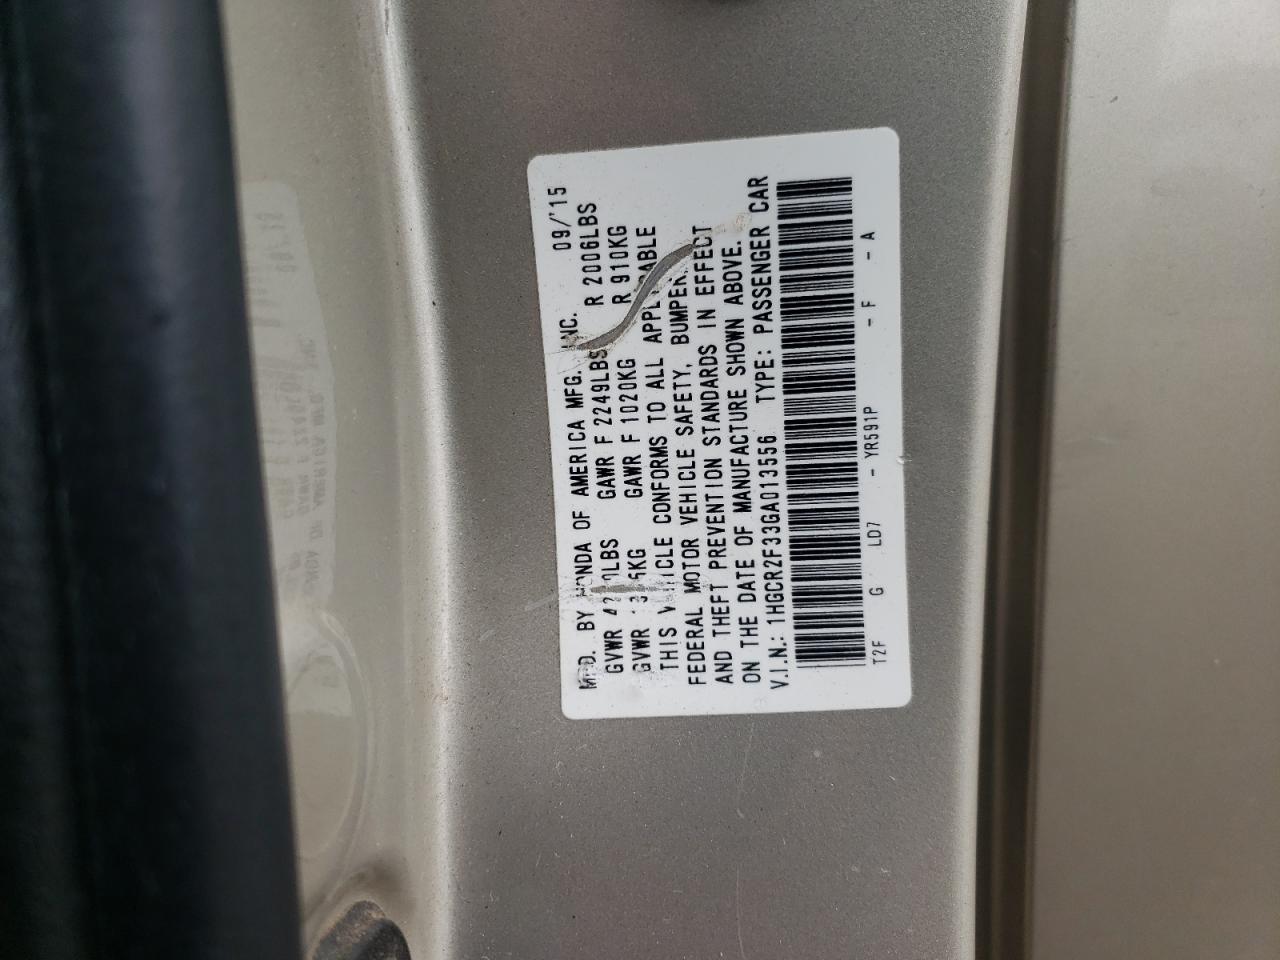 MFD. BY HONDA OF AMERICA MFG. INC. 09/'15
GVWR GAWR F 2249LBS R 2006LBS
GVWR GAWR F 1020KG R 910KG
THIS VEHICLE CONFORMS TO ALL APPLICABLE
FEDERAL MOTOR VEHICLE SAFETY, BUMPER,
AND THEFT PREVENTION STANDARDS IN EFFECT
ON THE DATE OF MANUFACTURE SHOWN ABOVE.
V.I.N.: 1HGCR2F33GA013556 TYPE: PASSENGER CAR
T2F G LD7 - YR591P - F - A